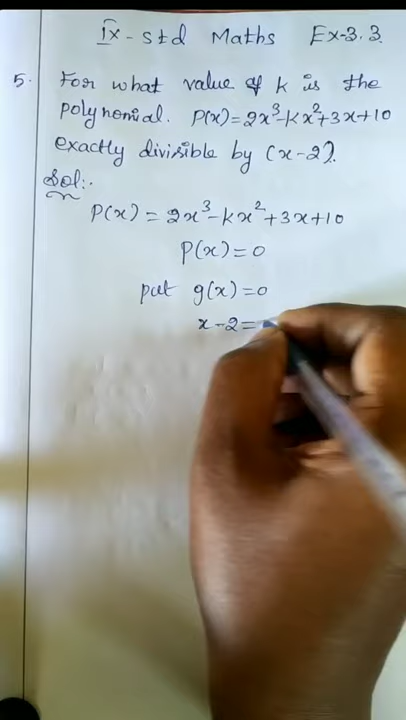 IX - std Maths Ex-3.3
5. For what value of k is the
polynomial. P(x)=2x³-kx²+3x+10
exactly divisible by (x-2).
Sol:-
P(x) = 2x³-kx²+3x+10
P(x) = 0
put g(x) = 0
x-2=